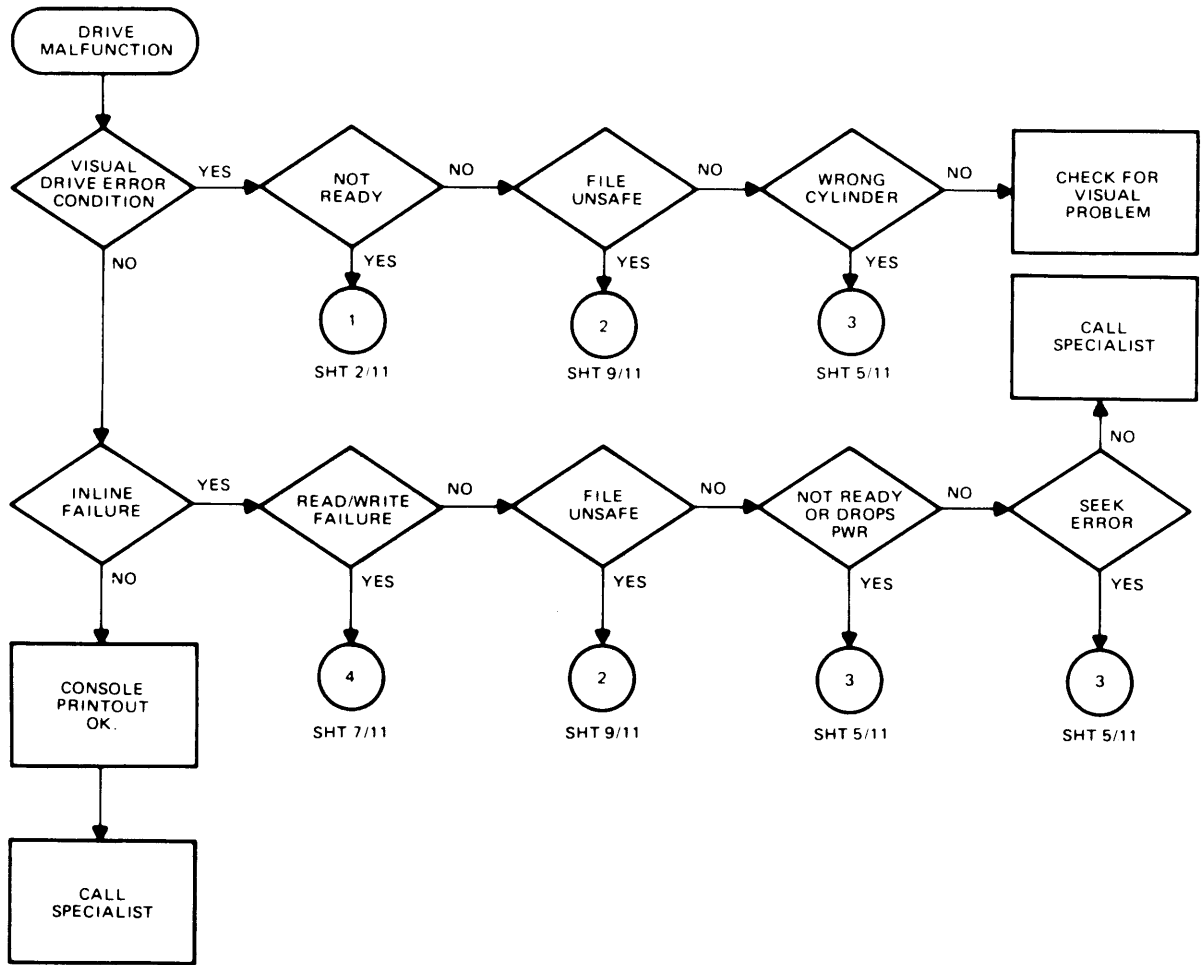 DRIVE
MALFUNCTION
VISUAL
DRIVE ERROR
CONDITION
YES
NOT
READY
NO
FILE
UNSAFE
NO
WRONG
CYLINDER
NO
CHECK FOR
VISUAL
PROBLEM
NO
YES
YES
YES
1
2
3
SHT 2/11
SHT 9/11
SHT 5/11
CALL
SPECIALIST
NO
INLINE
FAILURE
YES
READ/WRITE
FAILURE
NO
FILE
UNSAFE
NO
NOT READY
OR DROPS
PWR
NO
SEEK
ERROR
NO
YES
YES
YES
YES
CONSOLE
PRINTOUT
OK.
4
2
3
3
SHT 7/11
SHT 9/11
SHT 5/11
SHT 5/11
CALL
SPECIALIST